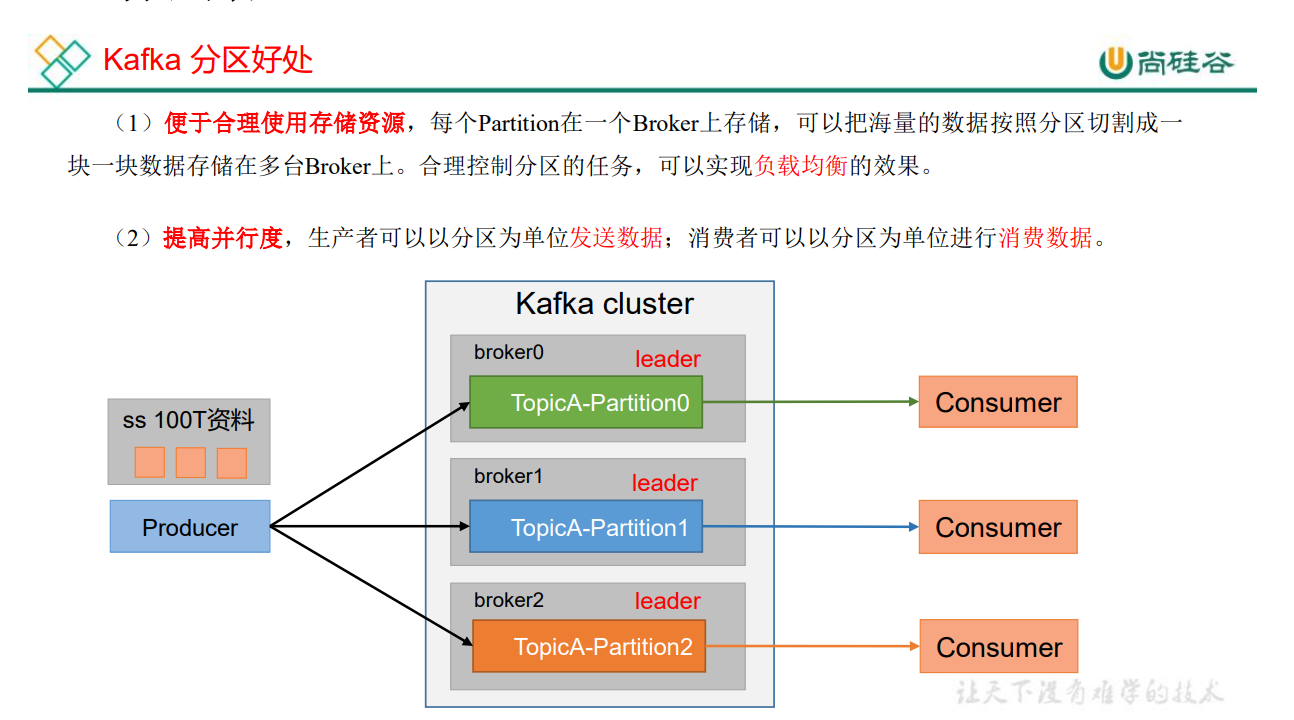 Kafka 分区好处
尚硅谷
（1）便于合理使用存储资源，每个Partition在一个Broker上存储，可以把海量的数据按照分区切割成一
块一块数据存储在多台Broker上。合理控制分区的任务，可以实现负载均衡的效果。
（2）提高并行度，生产者可以以分区为单位发送数据；消费者可以以分区为单位进行消费数据。
Kafka cluster
broker0
leader
TopicA-Partition0
Consumer
ss 100T资料
Producer
broker1
leader
TopicA-Partition1
Consumer
broker2
leader
TopicA-Partition2
Consumer
让天下没有难学的技术